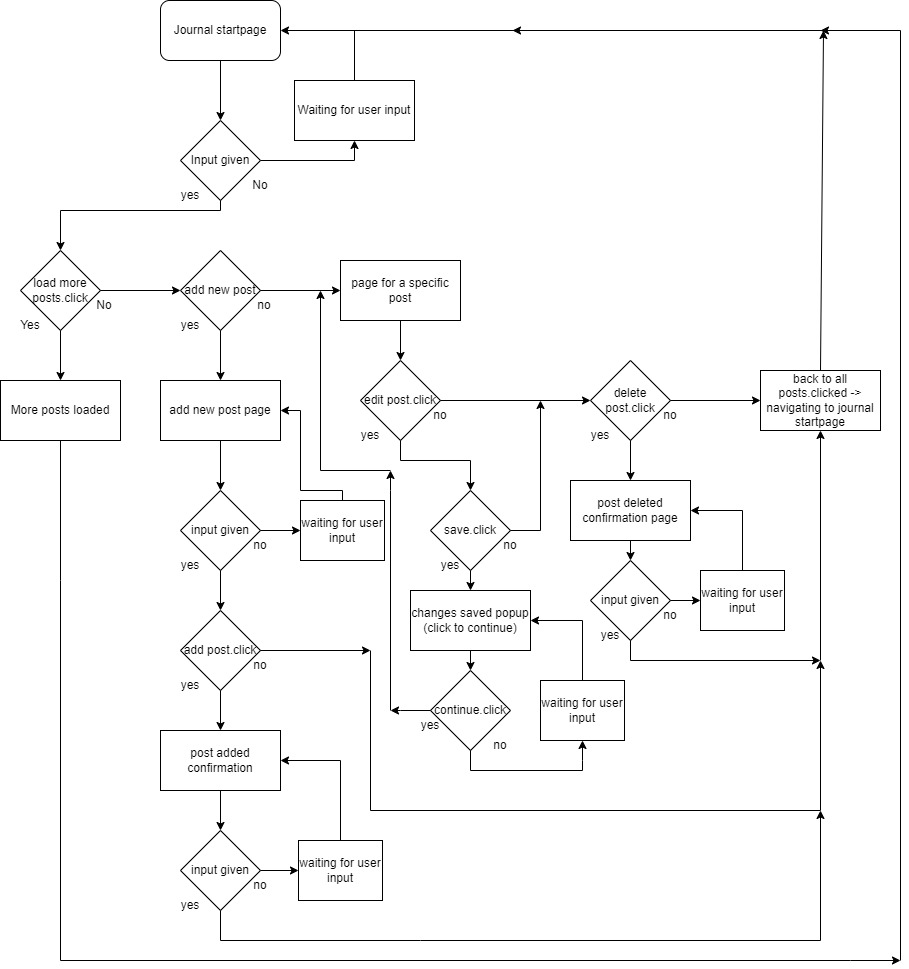 Journal startpage
Waiting for user input
Input given
No
yes
load more
posts.click
No
Yes
add new post
no
yes
page for a specific
post
More posts loaded
add new post page
edit post.click
no
yes
delete
post.click
no
yes
back to all
posts.clicked ->
navigating to journal
startpage
input given
no
yes
waiting for user
input
save.click
no
yes
post deleted
confirmation page
changes saved popup
(click to continue)
input given
no
yes
waiting for user
input
add post.click
no
yes
continue.click
yes
no
waiting for user
input
post added
confirmation
input given
no
yes
waiting for user
input